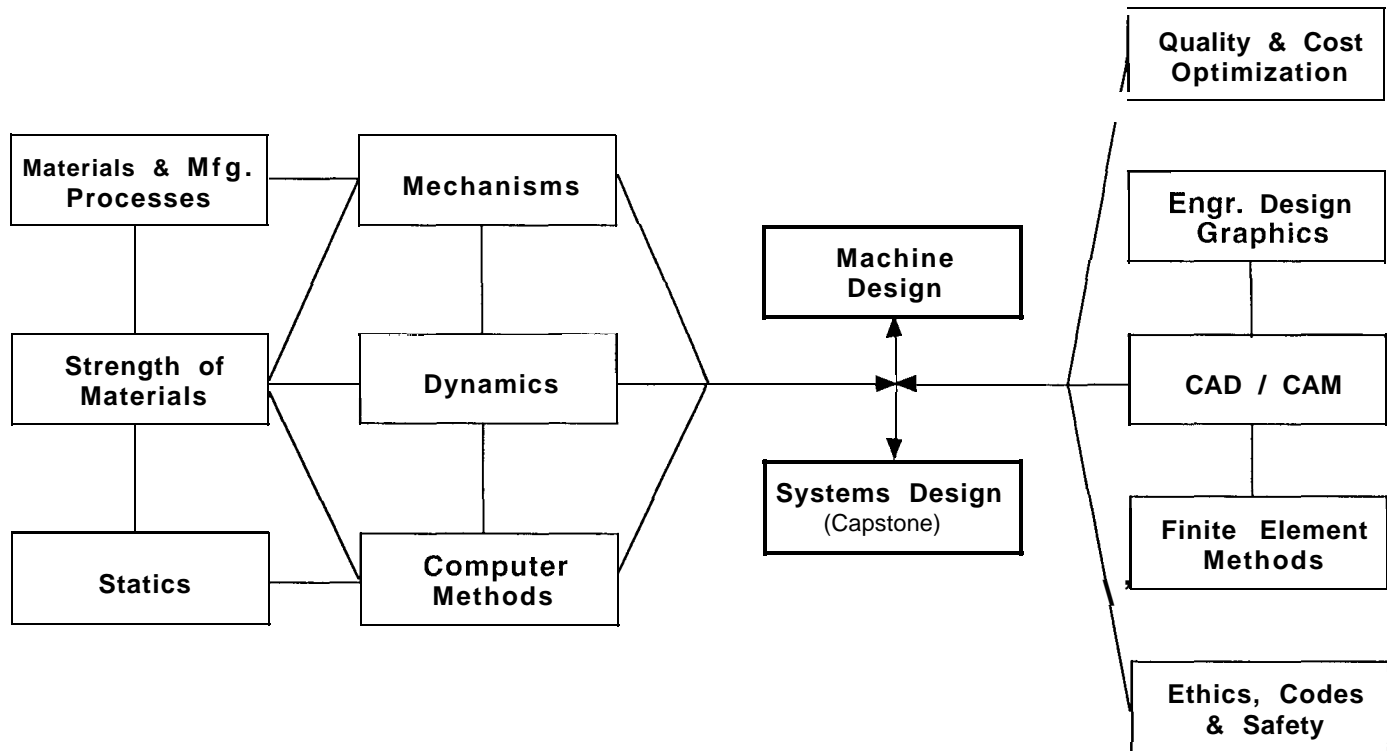 Materials & Mfg.
Processes
Strength of
Materials
Statics
Mechanisms
Dynamics
Computer
Methods
Machine
Design
Systems Design
(Capstone)
Quality & Cost
Optimization
Engr. Design
Graphics
CAD / CAM
Finite Element
Methods
Ethics, Codes
& Safety